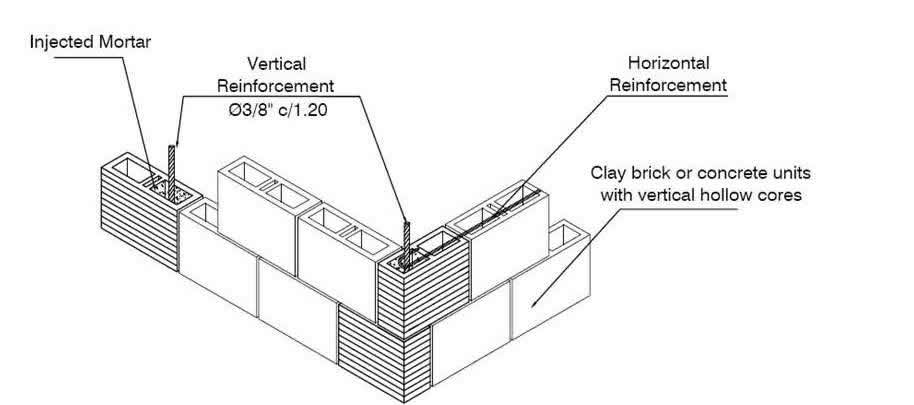 Injected Mortar
Vertical
Reinforcement
Ø3/8" c/1.20
Horizontal
Reinforcement
Clay brick or concrete units
with vertical hollow cores